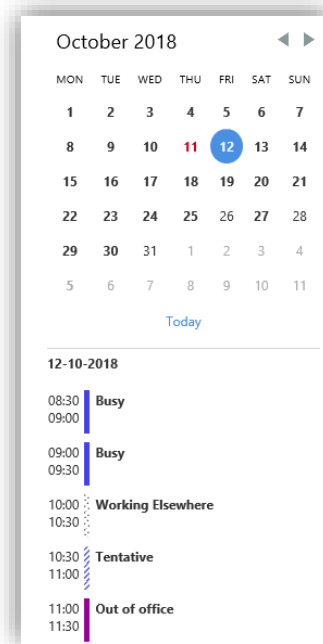 October 2018
MON TUE WED THU FRI SAT SUN
1 2 3 4 5 6 7
8 9 10 11 12 13 14
15 16 17 18 19 20 21
22 23 24 25 26 27 28
29 30 31 1 2 3 4
5 6 7 8 9 10 11
Today
12-10-2018
08:30 Busy
09:00
09:00 Busy
09:30
10:00 Working Elsewhere
10:30
10:30 Tentative
11:00
11:00 Out of office
11:30